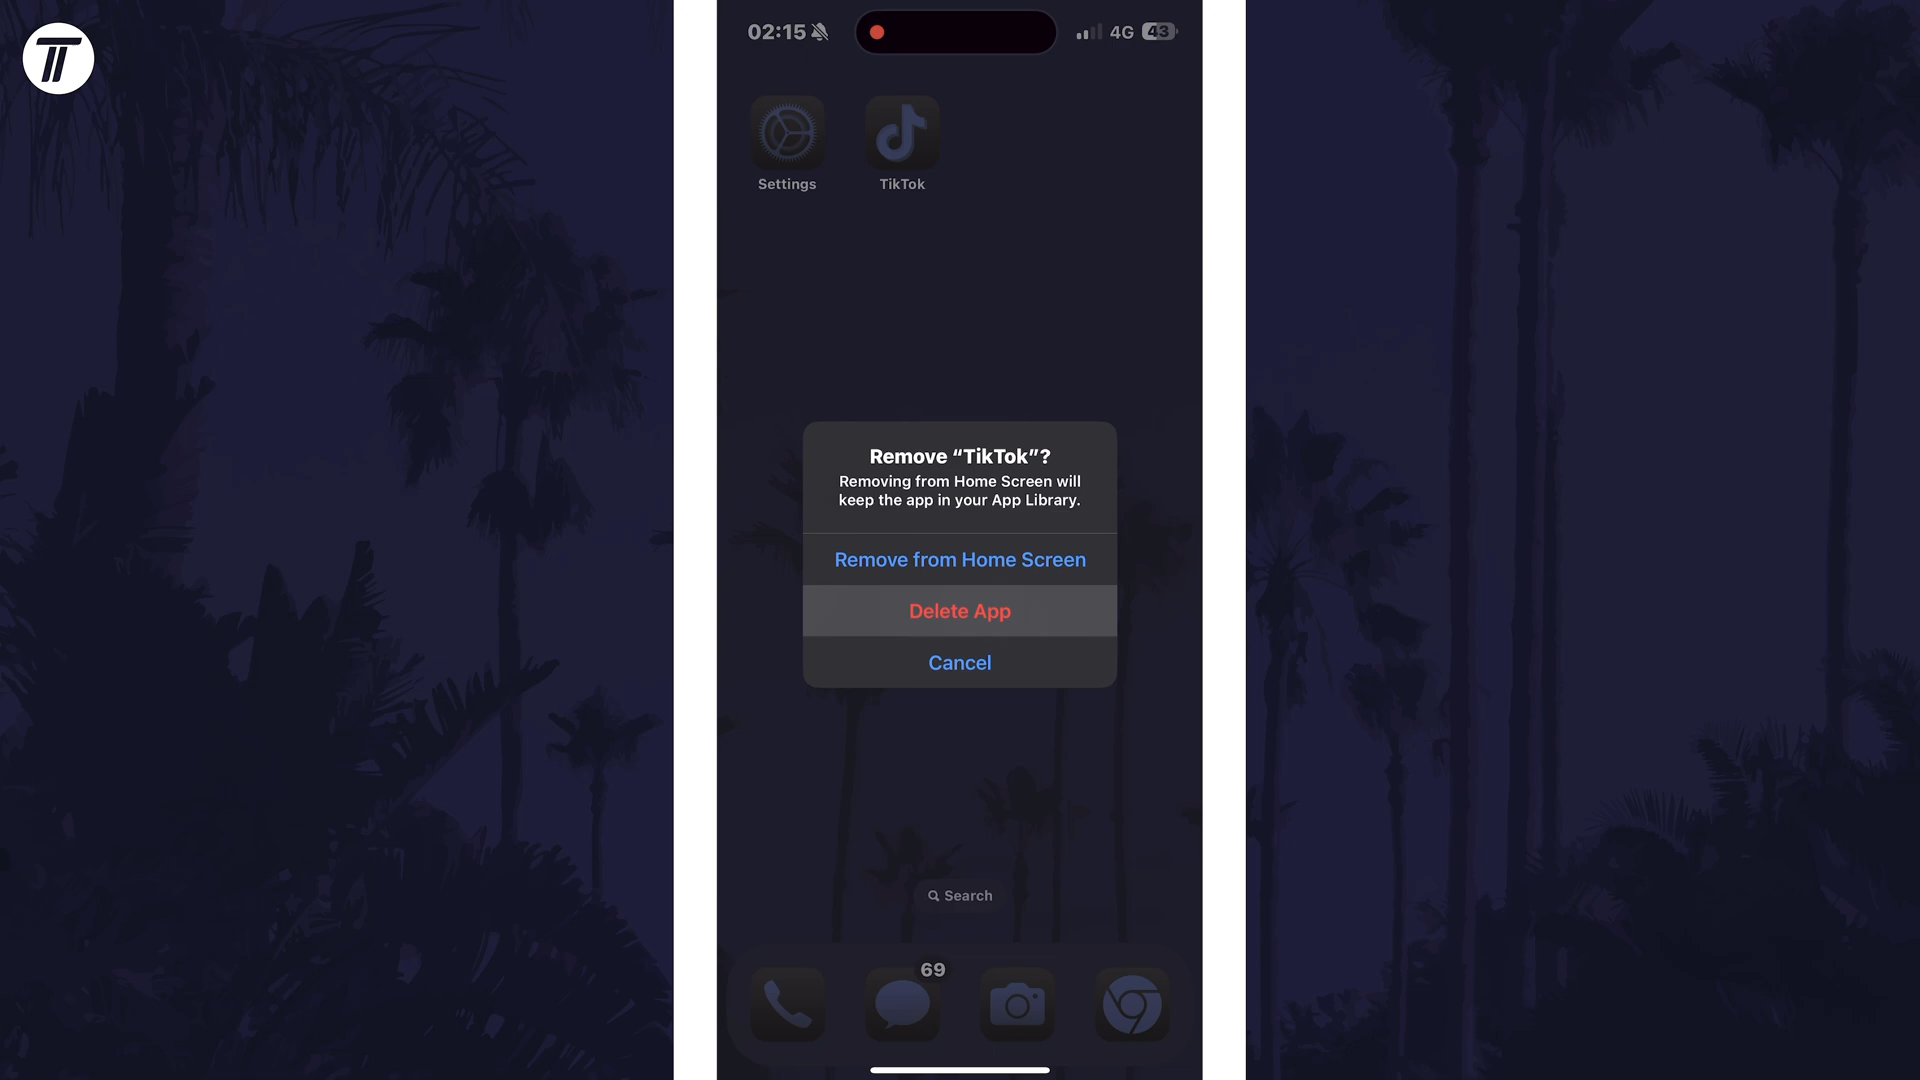 02:15
4G 43
Settings
TikTok
Remove “TikTok”?
Removing from Home Screen will
keep the app in your App Library.
Remove from Home Screen
Delete App
Cancel
Search
69